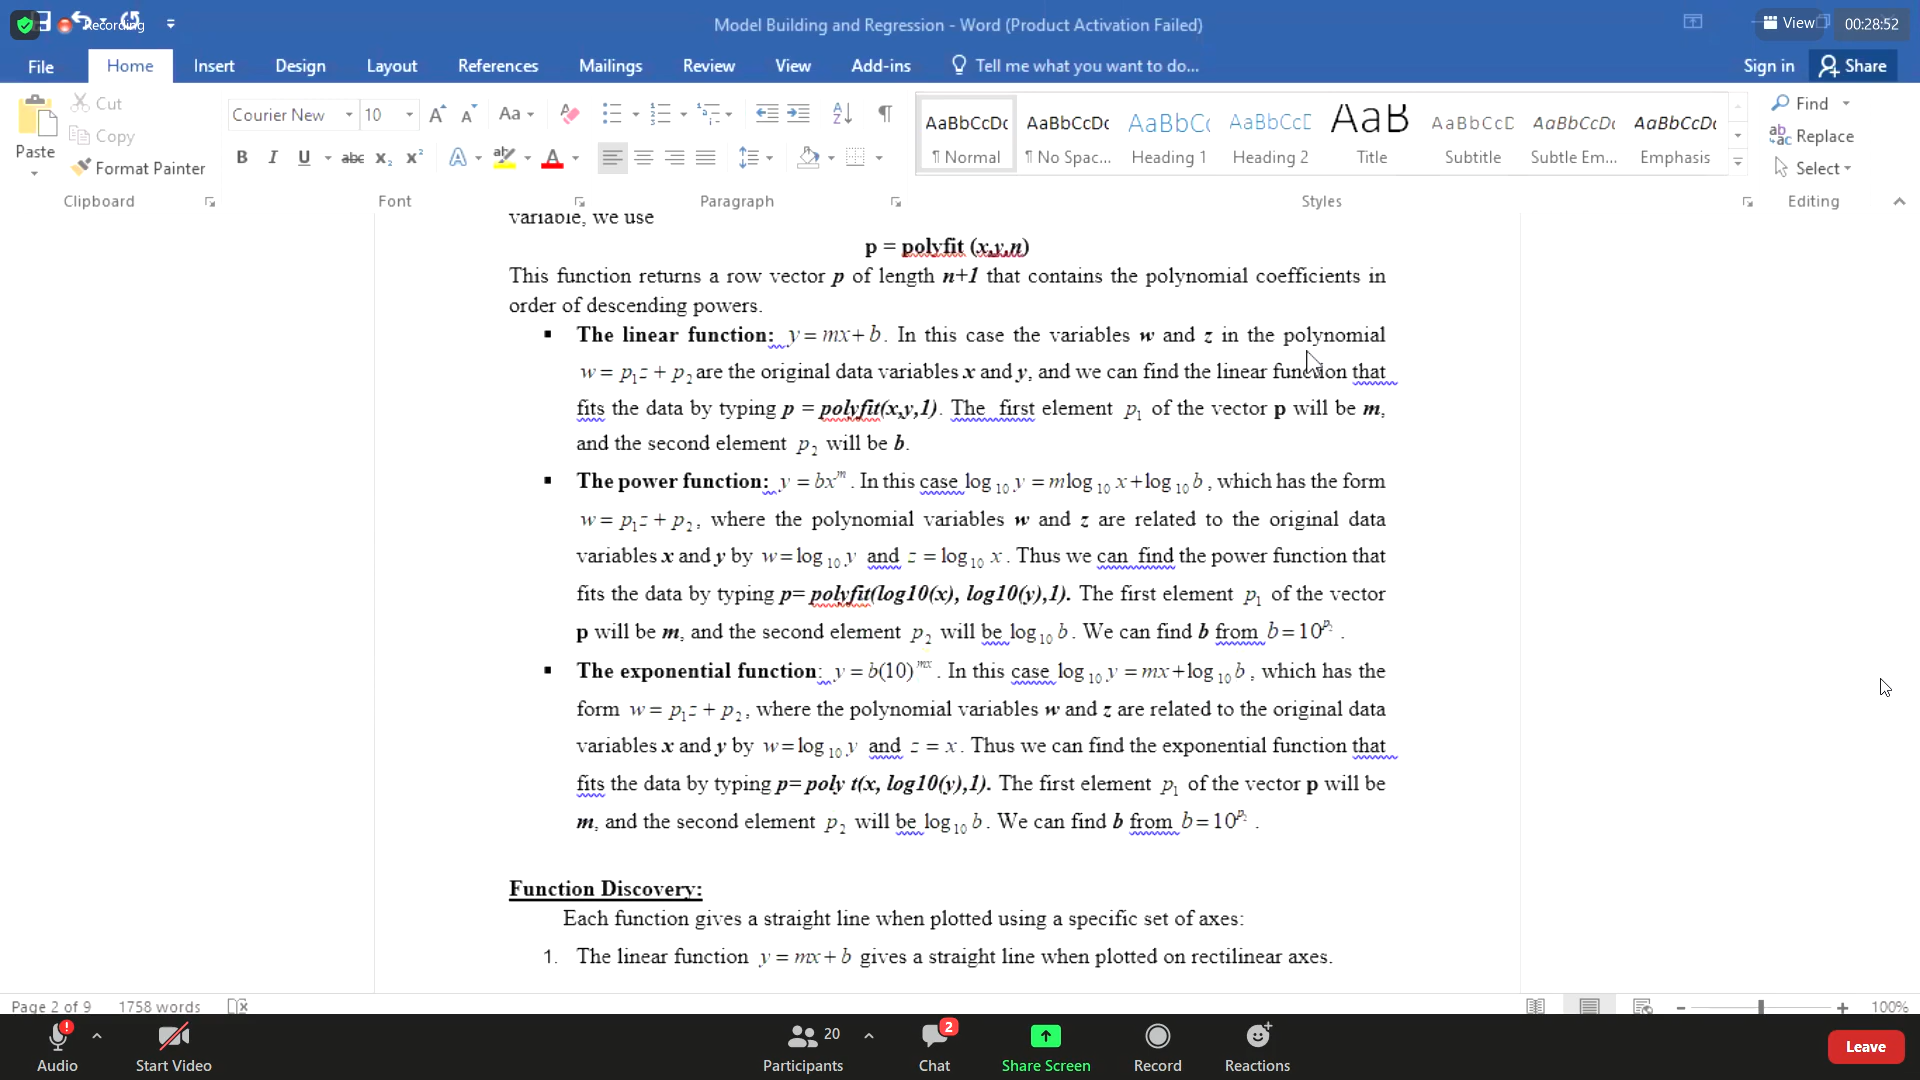 Recording
Model Building and Regression - Word (Product Activation Failed)
View
00:28:52
File Home Insert Design Layout References Mailings Review View Add-ins Tell me what you want to do...
Sign in Share
Paste
Cut
Copy
Format Painter
Clipboard
Courier New 10
Font
Paragraph
AaBbCcDc ¶ Normal
AaBbCcDc ¶ No Spac...
AaBbCc Heading 1
AaBbCcD Heading 2
AaB Title
AaBbCcD Subtitle
AaBbCcDc Subtle Em...
AaBbCcDc Emphasis
Styles
Find
Replace
Select
Editing
variable, we use
p = polyfit (x,y,n)
This function returns a row vector p of length n+1 that contains the polynomial coefficients in
order of descending powers.
▪ The linear function: y = mx + b. In this case the variables w and z in the polynomial
w = p₁z + p₂ are the original data variables x and y, and we can find the linear function that
fits the data by typing p = polyfit(x,y,1). The first element p₁ of the vector p will be m,
and the second element p₂ will be b.
▪ The power function: y = bx^m. In this case log₁₀ y = m log₁₀ x + log₁₀ b, which has the form
w = p₁z + p₂, where the polynomial variables w and z are related to the original data
variables x and y by w = log₁₀ y and z = log₁₀ x. Thus we can find the power function that
fits the data by typing p= polyfit(log10(x), log10(y),1). The first element p₁ of the vector
p will be m, and the second element p₂ will be log₁₀ b. We can find b from b = 10^p₂ .
▪ The exponential function: y = b(10)^mx. In this case log₁₀ y = mx + log₁₀ b, which has the
form w = p₁z + p₂, where the polynomial variables w and z are related to the original data
variables x and y by w = log₁₀ y and z = x. Thus we can find the exponential function that
fits the data by typing p= poly t(x, log10(y),1). The first element p₁ of the vector p will be
m, and the second element p₂ will be log₁₀ b. We can find b from b = 10^p₂ .
Function Discovery:
Each function gives a straight line when plotted using a specific set of axes:
1. The linear function y = mx + b gives a straight line when plotted on rectilinear axes.
Page 2 of 9 1758 words
100%
Audio
Start Video
Participants 20
Chat 2
Share Screen
Record
Reactions
Leave